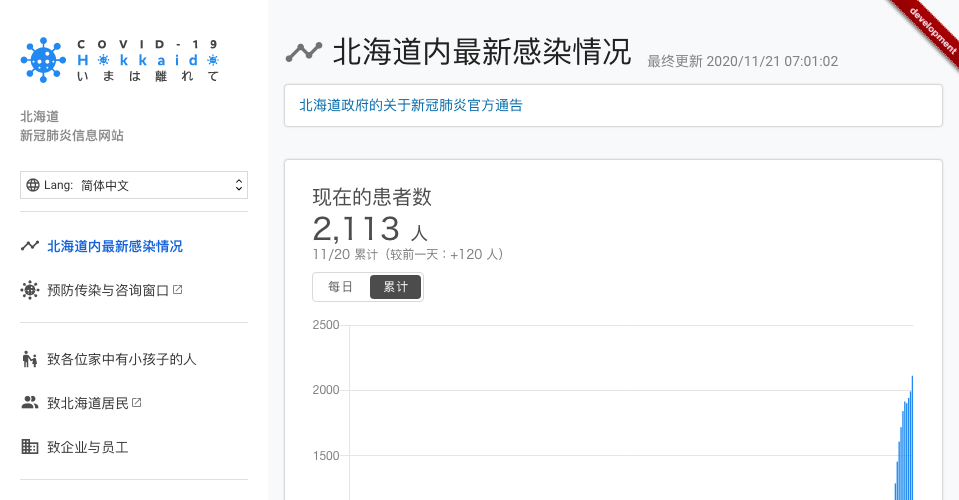 COVID-19
Hokkaido
いまは離れて
北海道
新冠肺炎信息网站
Lang: 简体中文
北海道内最新感染情况
预防传染与咨询窗口
致各位家中有小孩子的人
致北海道居民
致企业与员工
development
北海道内最新感染情况 最终更新 2020/11/21 07:01:02
北海道政府的关于新冠肺炎官方通告
现在的患者数
2,113 人
11/20 累计（较前一天：+120 人）
每日 累计
2500
2000
1500